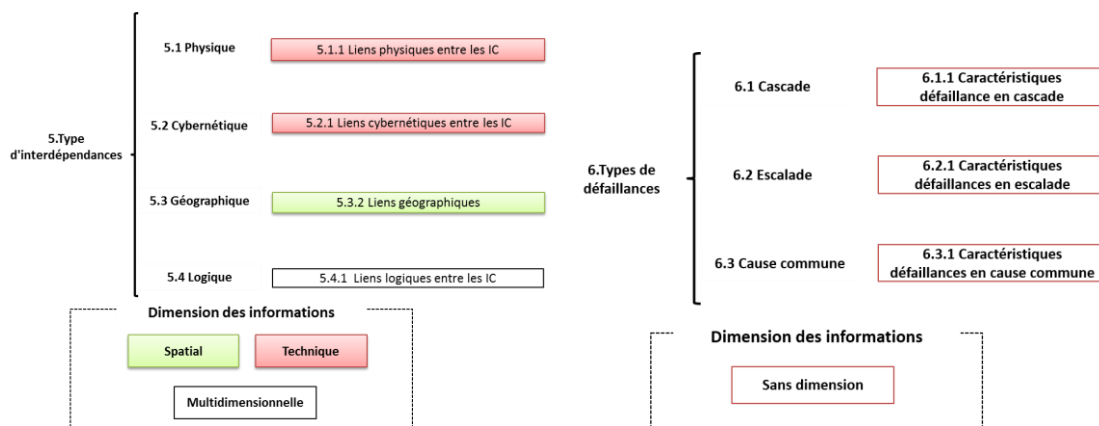 5.Type
d'interdépendances
5.1 Physique
5.1.1 Liens physiques entre les IC
5.2 Cybernétique
5.2.1 Liens cybernétiques entre les IC
5.3 Géographique
5.3.2 Liens géographiques
5.4 Logique
5.4.1 Liens logiques entre les IC
Dimension des informations
Spatial
Technique
Multidimensionnelle
6.Types de
défaillances
6.1 Cascade
6.1.1 Caractéristiques
défaillance en cascade
6.2 Escalade
6.2.1 Caractéristiques
défaillances en escalade
6.3 Cause commune
6.3.1 Caractéristiques
défaillances en cause commune
Dimension des informations
Sans dimension